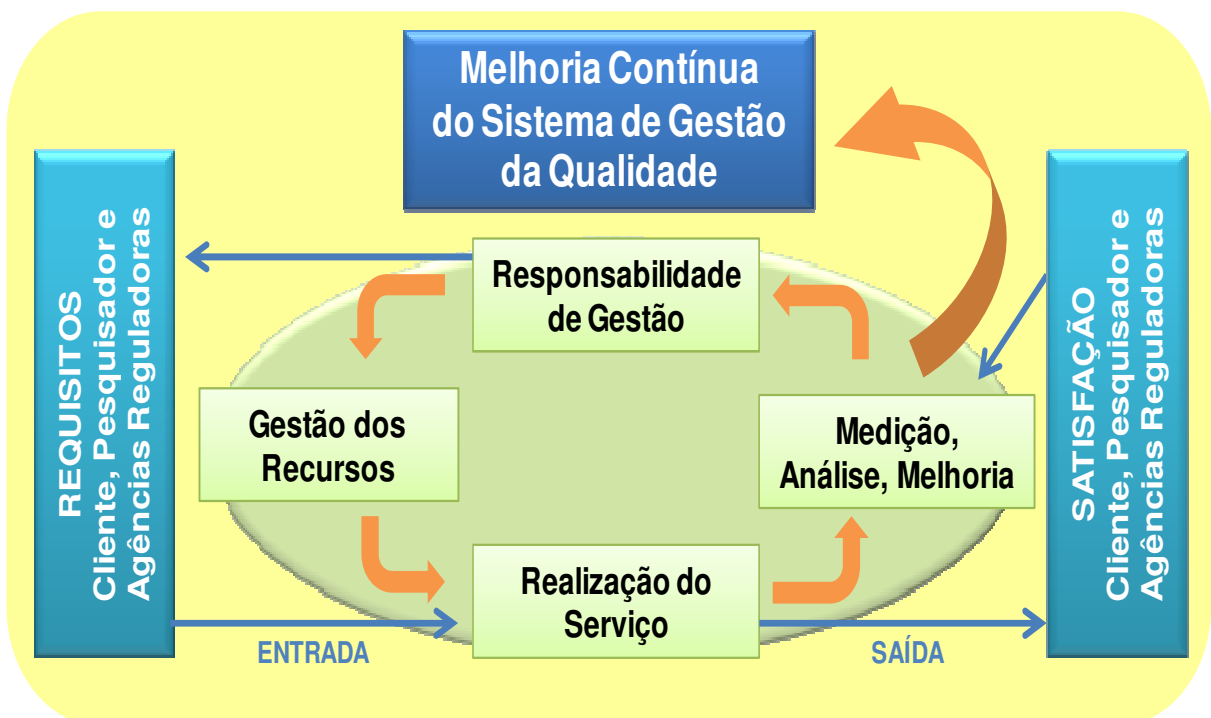 Melhoria Contínua
do Sistema de Gestão
da Qualidade
REQUISITOS
Cliente, Pesquisador e
Agências Reguladoras
Responsabilidade
de Gestão
Gestão dos
Recursos
Medição,
Análise, Melhoria
Realização do
Serviço
ENTRADA
SAÍDA
SATISFAÇÃO
Cliente, Pesquisador e
Agências Reguladoras